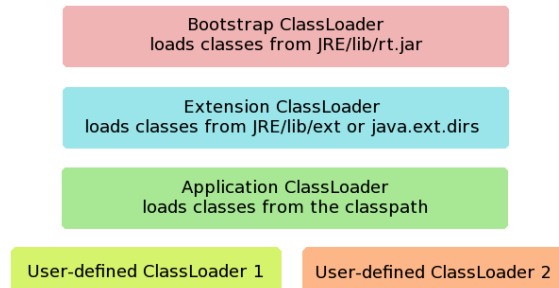 Bootstrap ClassLoader
loads classes from JRE/lib/rt.jar
Extension ClassLoader
loads classes from JRE/lib/ext or java.ext.dirs
Application ClassLoader
loads classes from the classpath
User-defined ClassLoader 1
User-defined ClassLoader 2